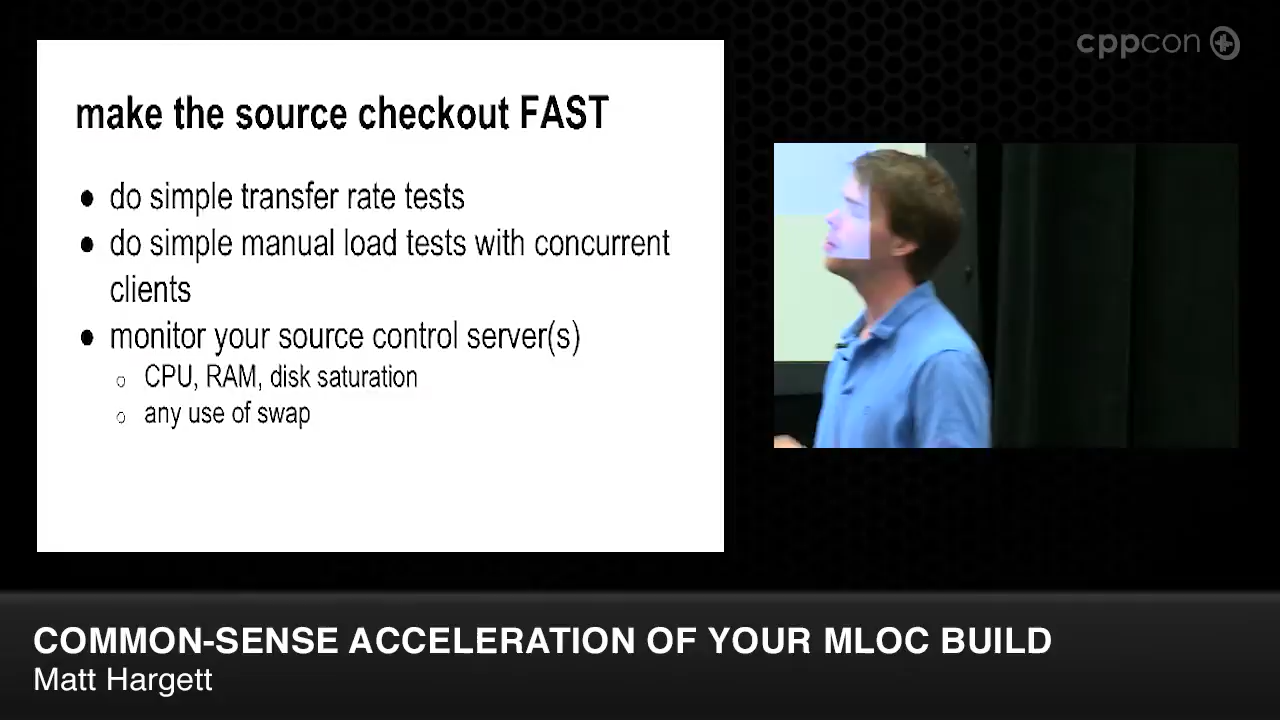 cppcon
make the source checkout FAST
● do simple transfer rate tests
● do simple manual load tests with concurrent
clients
● monitor your source control server(s)
○ CPU, RAM, disk saturation
○ any use of swap
COMMON-SENSE ACCELERATION OF YOUR MLOC BUILD
Matt Hargett